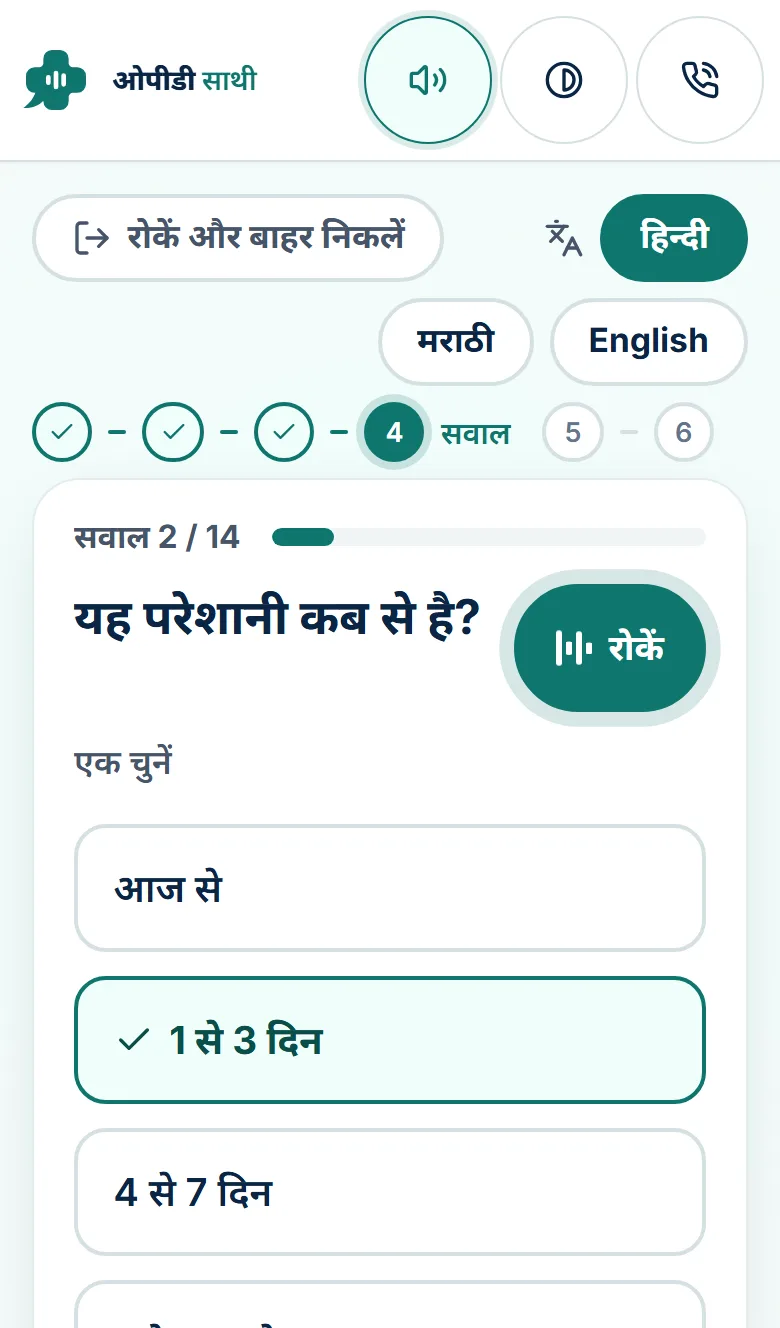 ओपीडी साथी
रोकें और बाहर निकलें
हिन्दी
मराठी
English
4 सवाल 5 6
सवाल 2 / 14
यह परेशानी कब से है?
रोकें
एक चुनें
आज से
1 से 3 दिन
4 से 7 दिन